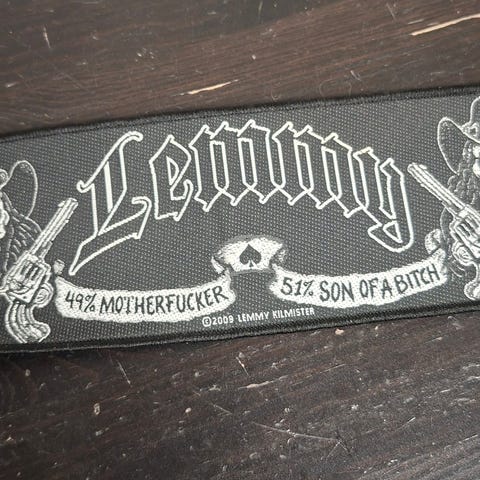 Lemmy
49% MOTHERFUCKER
51% SON OF A BITCH
©2009 LEMMY KILMISTER